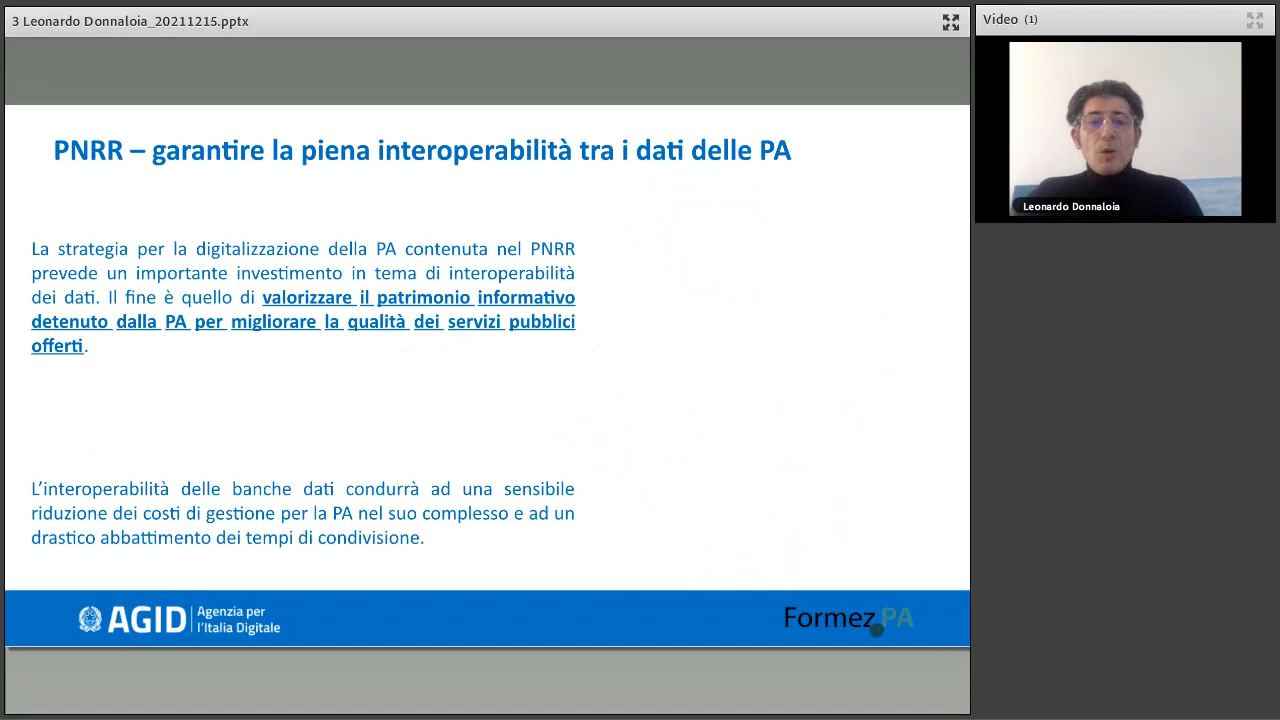 3 Leonardo Donnaloia_20211215.pptx
Video (1)
Leonardo Donnaloia
PNRR – garantire la piena interoperabilità tra i dati delle PA
La strategia per la digitalizzazione della PA contenuta nel PNRR
prevede un importante investimento in tema di interoperabilità
dei dati. Il fine è quello di valorizzare il patrimonio informativo
detenuto dalla PA per migliorare la qualità dei servizi pubblici
offerti.
L’interoperabilità delle banche dati condurrà ad una sensibile
riduzione dei costi di gestione per la PA nel suo complesso e ad un
drastico abbattimento dei tempi di condivisione.
AGID
Agenzia per
l’Italia Digitale
Formez PA